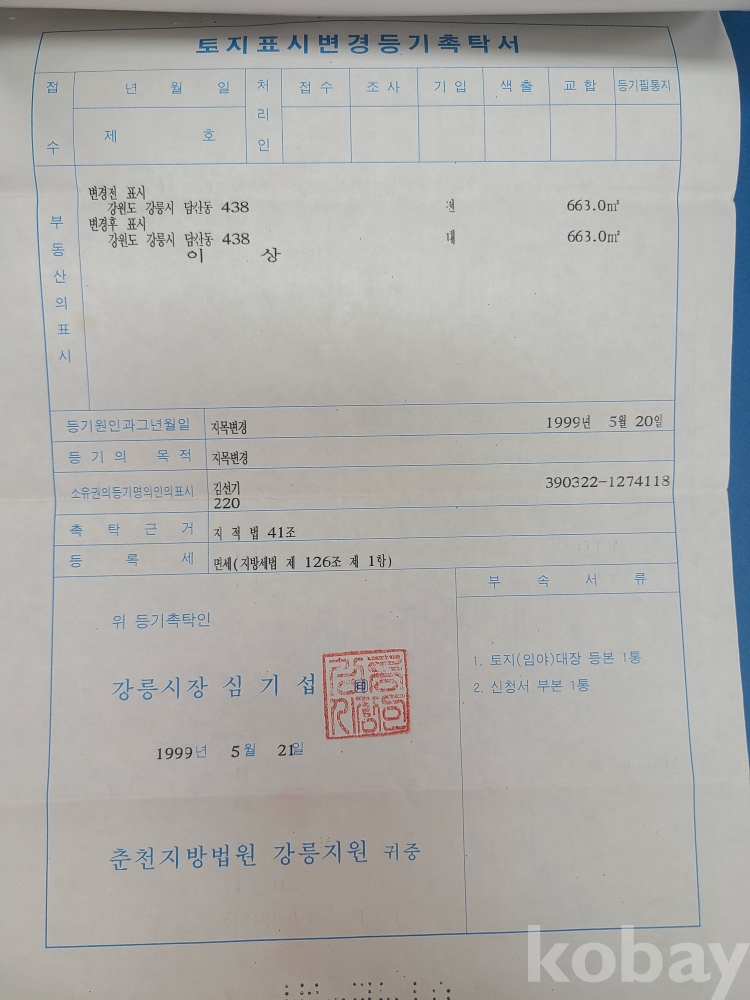 토지표시변경등기촉탁서
접수 년 월 일 처리인 접수 조사 기입 색출 교합 등기필통지
제 호
부동산의표시
변경전 표시
강원도 강릉시 담산동 438 전 663.0㎡
변경후 표시
강원도 강릉시 담산동 438 대 663.0㎡
이 상
등기원인과그년월일 지목변경 1999년 5월 20일
등기의 목적 지목변경
소유권의등기명의인의표시 김선기 390322-1274118
220
촉탁근거 지적법 41조
등록세 면세(지방세법 제 126조 제 1항)
부속서류
위 등기촉탁인
1. 토지(임야)대장 등본 1통
강릉시장 심기섭 印
2. 신청서 부본 1통
1999년 5월 21일
춘천지방법원 강릉지원 귀중
kobay